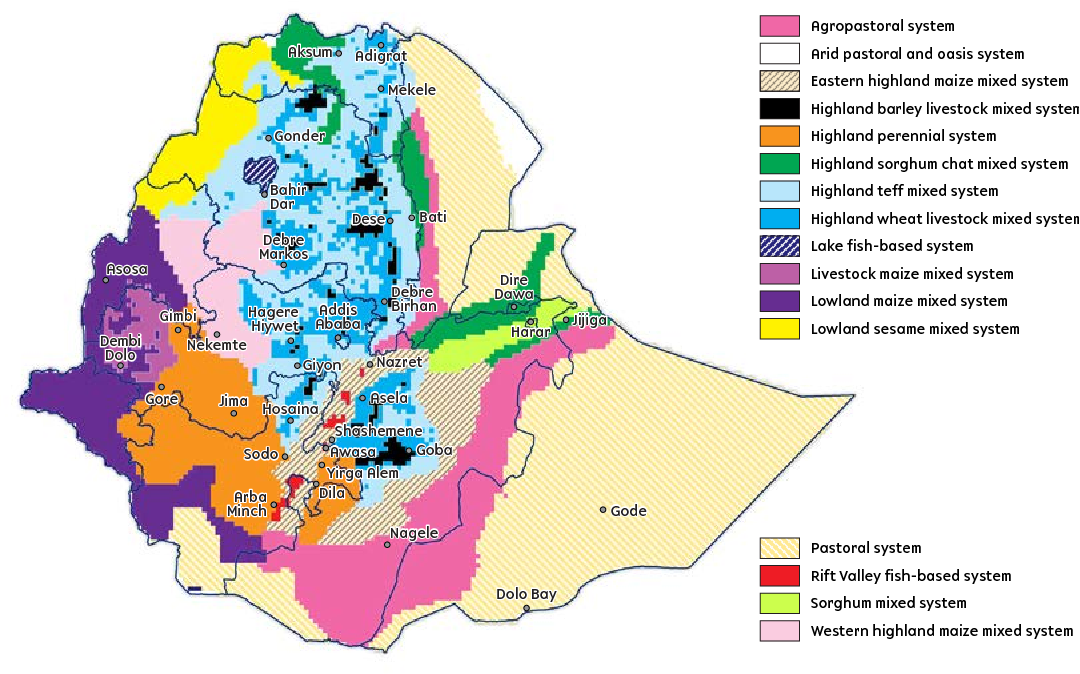 Aksum
Adigrat
Mekele
Gonder
Bahir
Dar
Dese
Bati
Debre
Markos
Asosa
Dire
Dawa
Debre
Birhan
Gimbi
Hagere
Hiywet
Addis
Ababa
Harar
Jijiga
Nekemte
Dembi
Dolo
Giyon
Nazret
Gore
Jima
Hosaina
Asela
Shashemene
Sodo
Awasa
Goba
Yirga Alem
Dila
Arba
Minch
Gode
Nagele
Dolo Bay
Agropastoral system
Arid pastoral and oasis system
Eastern highland maize mixed system
Highland barley livestock mixed system
Highland perennial system
Highland sorghum chat mixed system
Highland teff mixed system
Highland wheat livestock mixed system
Lake fish-based system
Livestock maize mixed system
Lowland maize mixed system
Lowland sesame mixed system
Pastoral system
Rift Valley fish-based system
Sorghum mixed system
Western highland maize mixed system